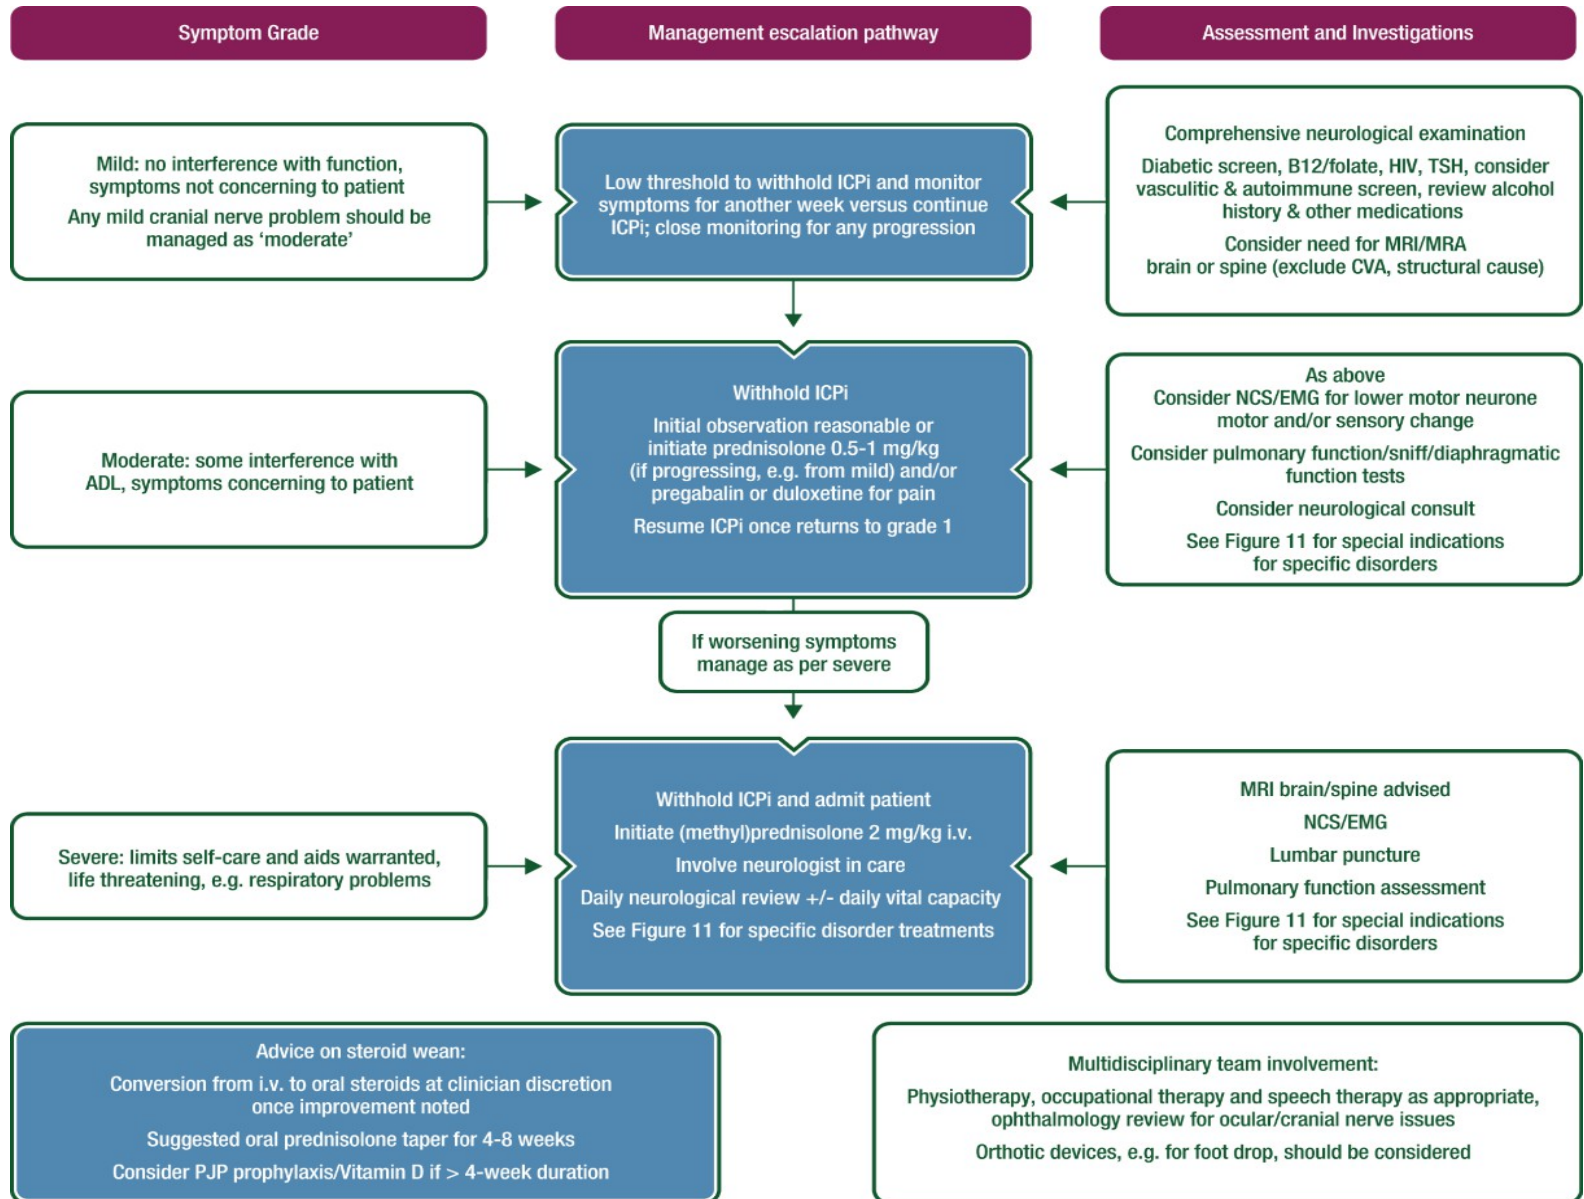 Symptom Grade
Management escalation pathway
Assessment and Investigations
Mild: no interference with function,
symptoms not concerning to patient
Any mild cranial nerve problem should be
managed as ‘moderate’
Low threshold to withhold ICPi and monitor
symptoms for another week versus continue
ICPi; close monitoring for any progression
Comprehensive neurological examination
Diabetic screen, B12/folate, HIV, TSH, consider
vasculitic & autoimmune screen, review alcohol
history & other medications
Consider need for MRI/MRA
brain or spine (exclude CVA, structural cause)
Moderate: some interference with
ADL, symptoms concerning to patient
Withhold ICPi
Initial observation reasonable or
initiate prednisolone 0.5-1 mg/kg
(if progressing, e.g. from mild) and/or
pregabalin or duloxetine for pain
Resume ICPi once returns to grade 1
As above
Consider NCS/EMG for lower motor neurone
motor and/or sensory change
Consider pulmonary function/sniff/diaphragmatic
function tests
Consider neurological consult
See Figure 11 for special indications
for specific disorders
If worsening symptoms
manage as per severe
Severe: limits self-care and aids warranted,
life threatening, e.g. respiratory problems
Withhold ICPi and admit patient
Initiate (methyl)prednisolone 2 mg/kg i.v.
Involve neurologist in care
Daily neurological review +/- daily vital capacity
See Figure 11 for specific disorder treatments
MRI brain/spine advised
NCS/EMG
Lumbar puncture
Pulmonary function assessment
See Figure 11 for special indications
for specific disorders
Advice on steroid wean:
Conversion from i.v. to oral steroids at clinician discretion
once improvement noted
Suggested oral prednisolone taper for 4-8 weeks
Consider PJP prophylaxis/Vitamin D if > 4-week duration
Multidisciplinary team involvement:
Physiotherapy, occupational therapy and speech therapy as appropriate,
ophthalmology review for ocular/cranial nerve issues
Orthotic devices, e.g. for foot drop, should be considered